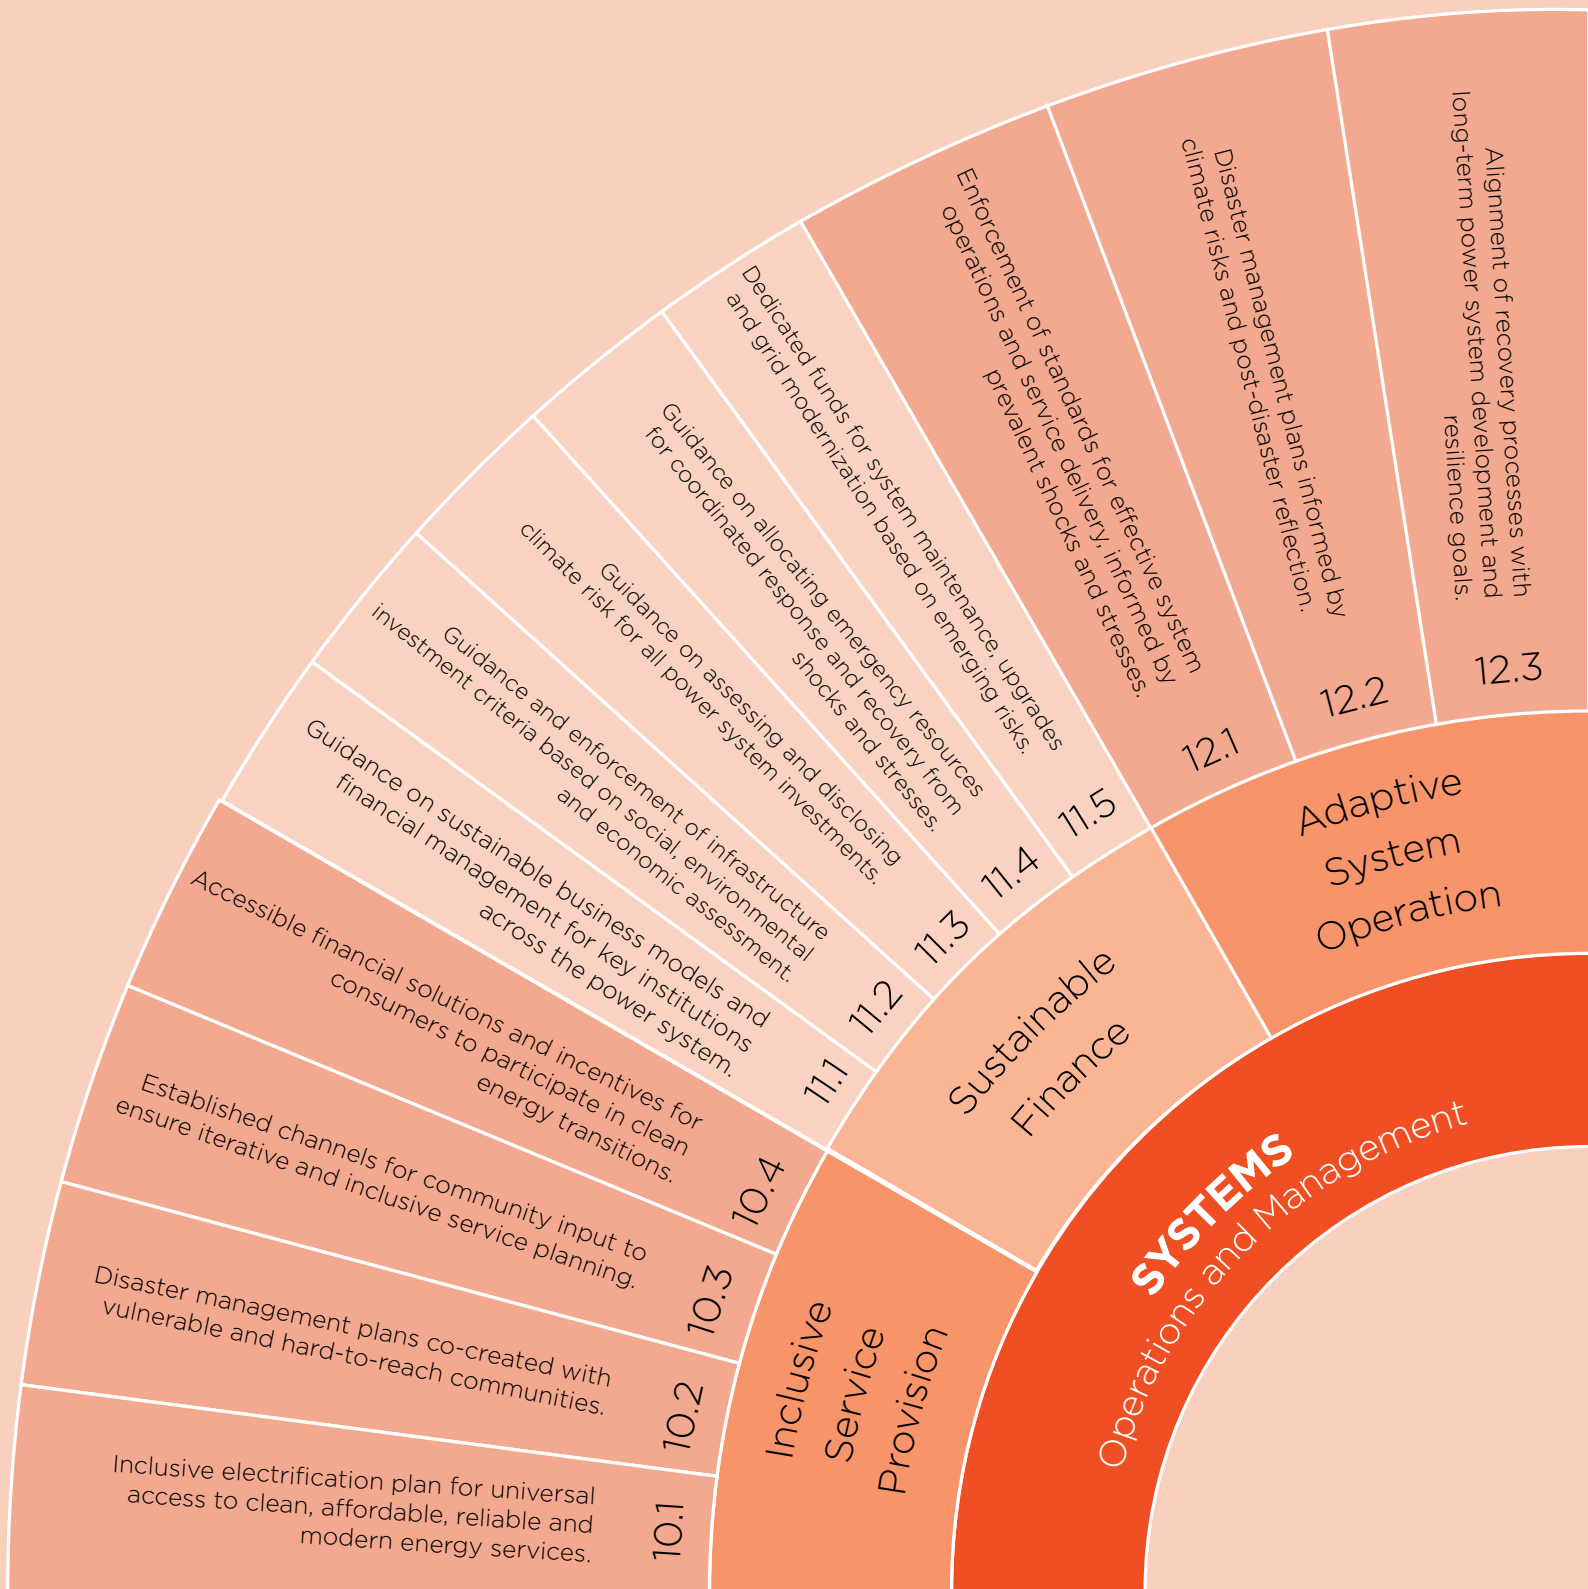 SYSTEMS
Operations and Management
Inclusive
Service
Provision
10.1
Inclusive electrification plan for universal
access to clean, affordable, reliable and
modern energy services.
10.2
Disaster management plans co-created with
vulnerable and hard-to-reach communities.
10.3
Established channels for community input to
ensure iterative and inclusive service planning.
10.4
Accessible financial solutions and incentives for
consumers to participate in clean
energy transitions.
Sustainable
Finance
11.1
Guidance on sustainable business models and
financial management for key institutions
across the power system.
11.2
Guidance and enforcement of infrastructure
investment criteria based on social, environmental
and economic assessment.
11.3
Guidance on assessing and disclosing
climate risk for all power system investments.
11.4
Guidance on allocating emergency resources
for coordinated response and recovery from
shocks and stresses.
11.5
Dedicated funds for system maintenance, upgrades
and grid modernization based on emerging risks.
Adaptive
System
Operation
12.1
Enforcement of standards for effective system
operations and service delivery, informed by
prevalent shocks and stresses.
12.2
Disaster management plans informed by
climate risks and post-disaster reflection.
12.3
Alignment of recovery processes with
long-term power system development and
resilience goals.